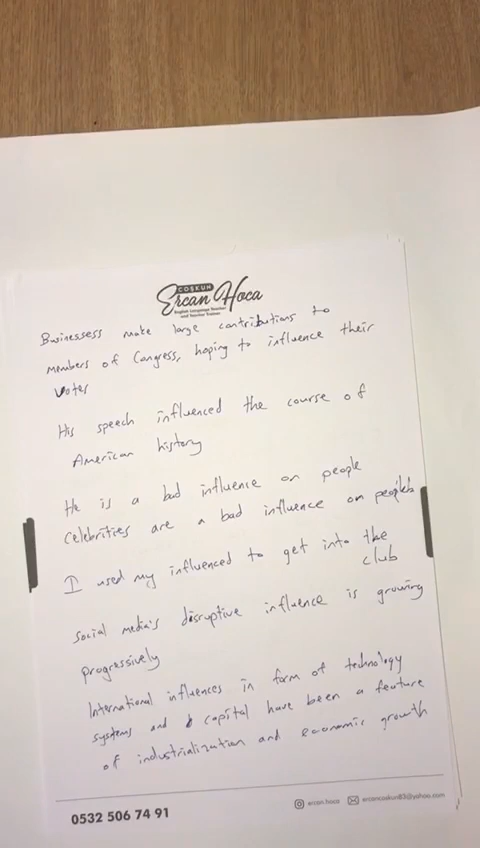 COŞKUN
Ercan Hoca
English Language Teacher
and Teacher Trainer
Businessess make large contributions to
members of Congress, hoping to influence their
votes
His speech influenced the course of
American history
He is a bad influence on people
Celebrities are a bad influence on people
I used my influenced to get into the
club
Social media's disruptive influence is growing
progressively
International influences in form of technology
systems and capital have been a feature
of industrialization and economic growth
0532 506 74 91
ercan.hoca
ercancoskun83@yahoo.com